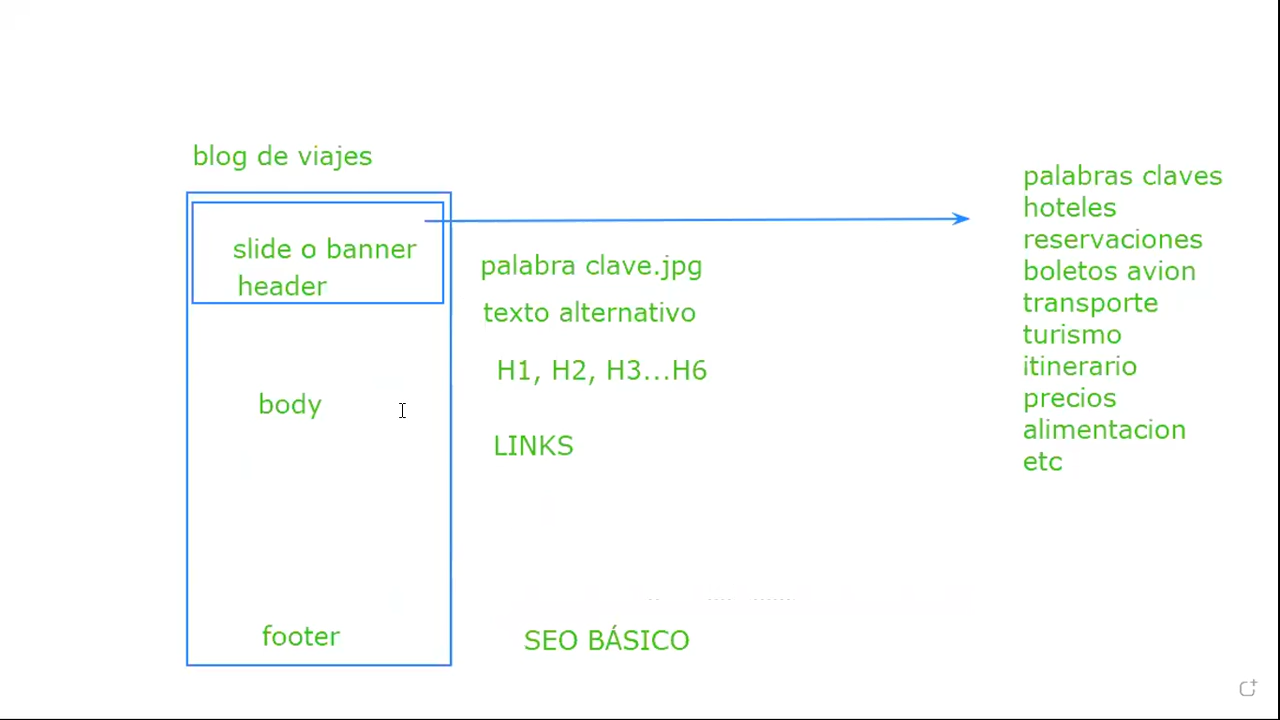 blog de viajes
slide o banner
header
body
footer
palabra clave.jpg
texto alternativo
H1, H2, H3...H6
LINKS
SEO BÁSICO
palabras claves
hoteles
reservaciones
boletos avion
transporte
turismo
itinerario
precios
alimentacion
etc